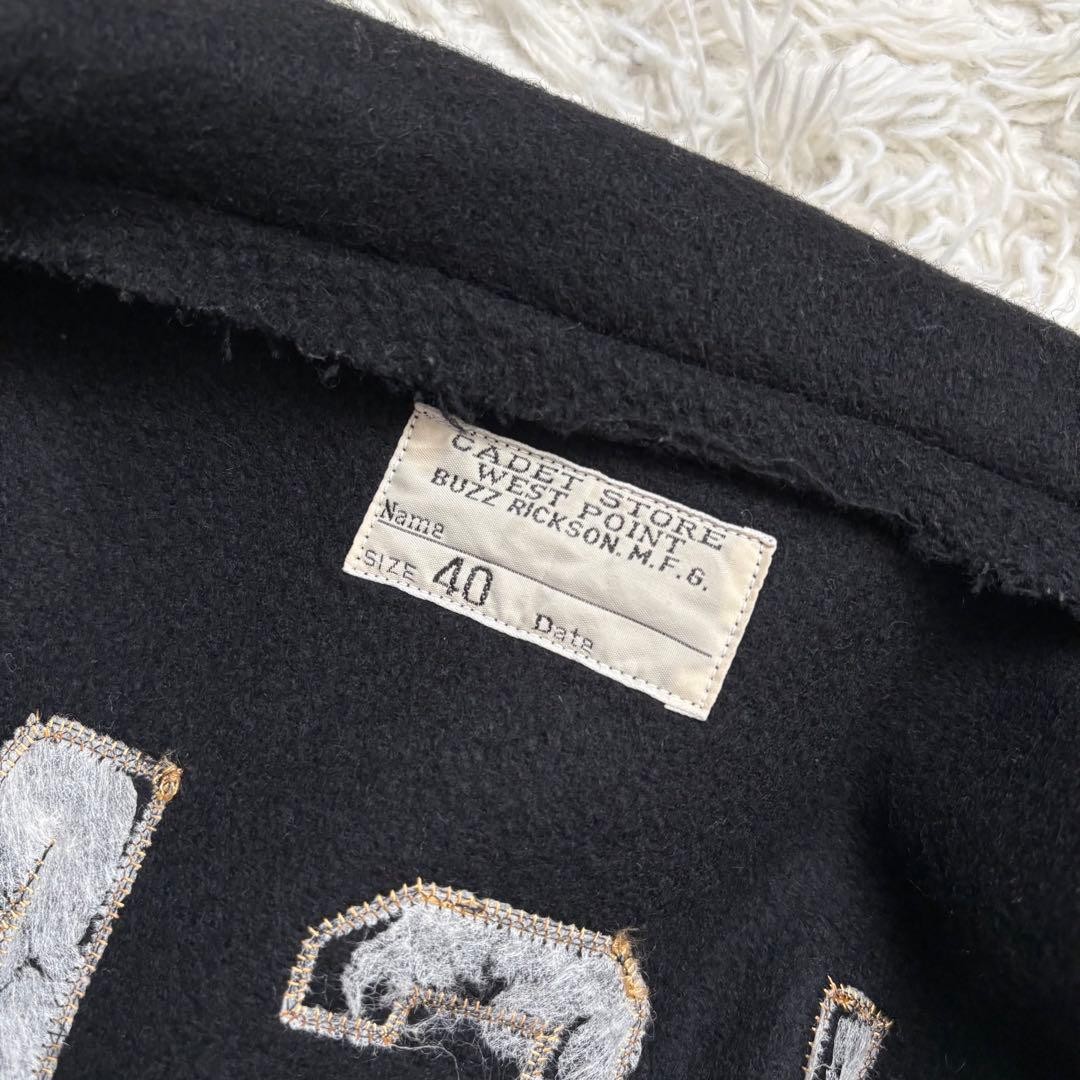 CADET STORE
WEST POINT
BUZZ RICKSON. M.F.G.
Name
SIZE 40 Date